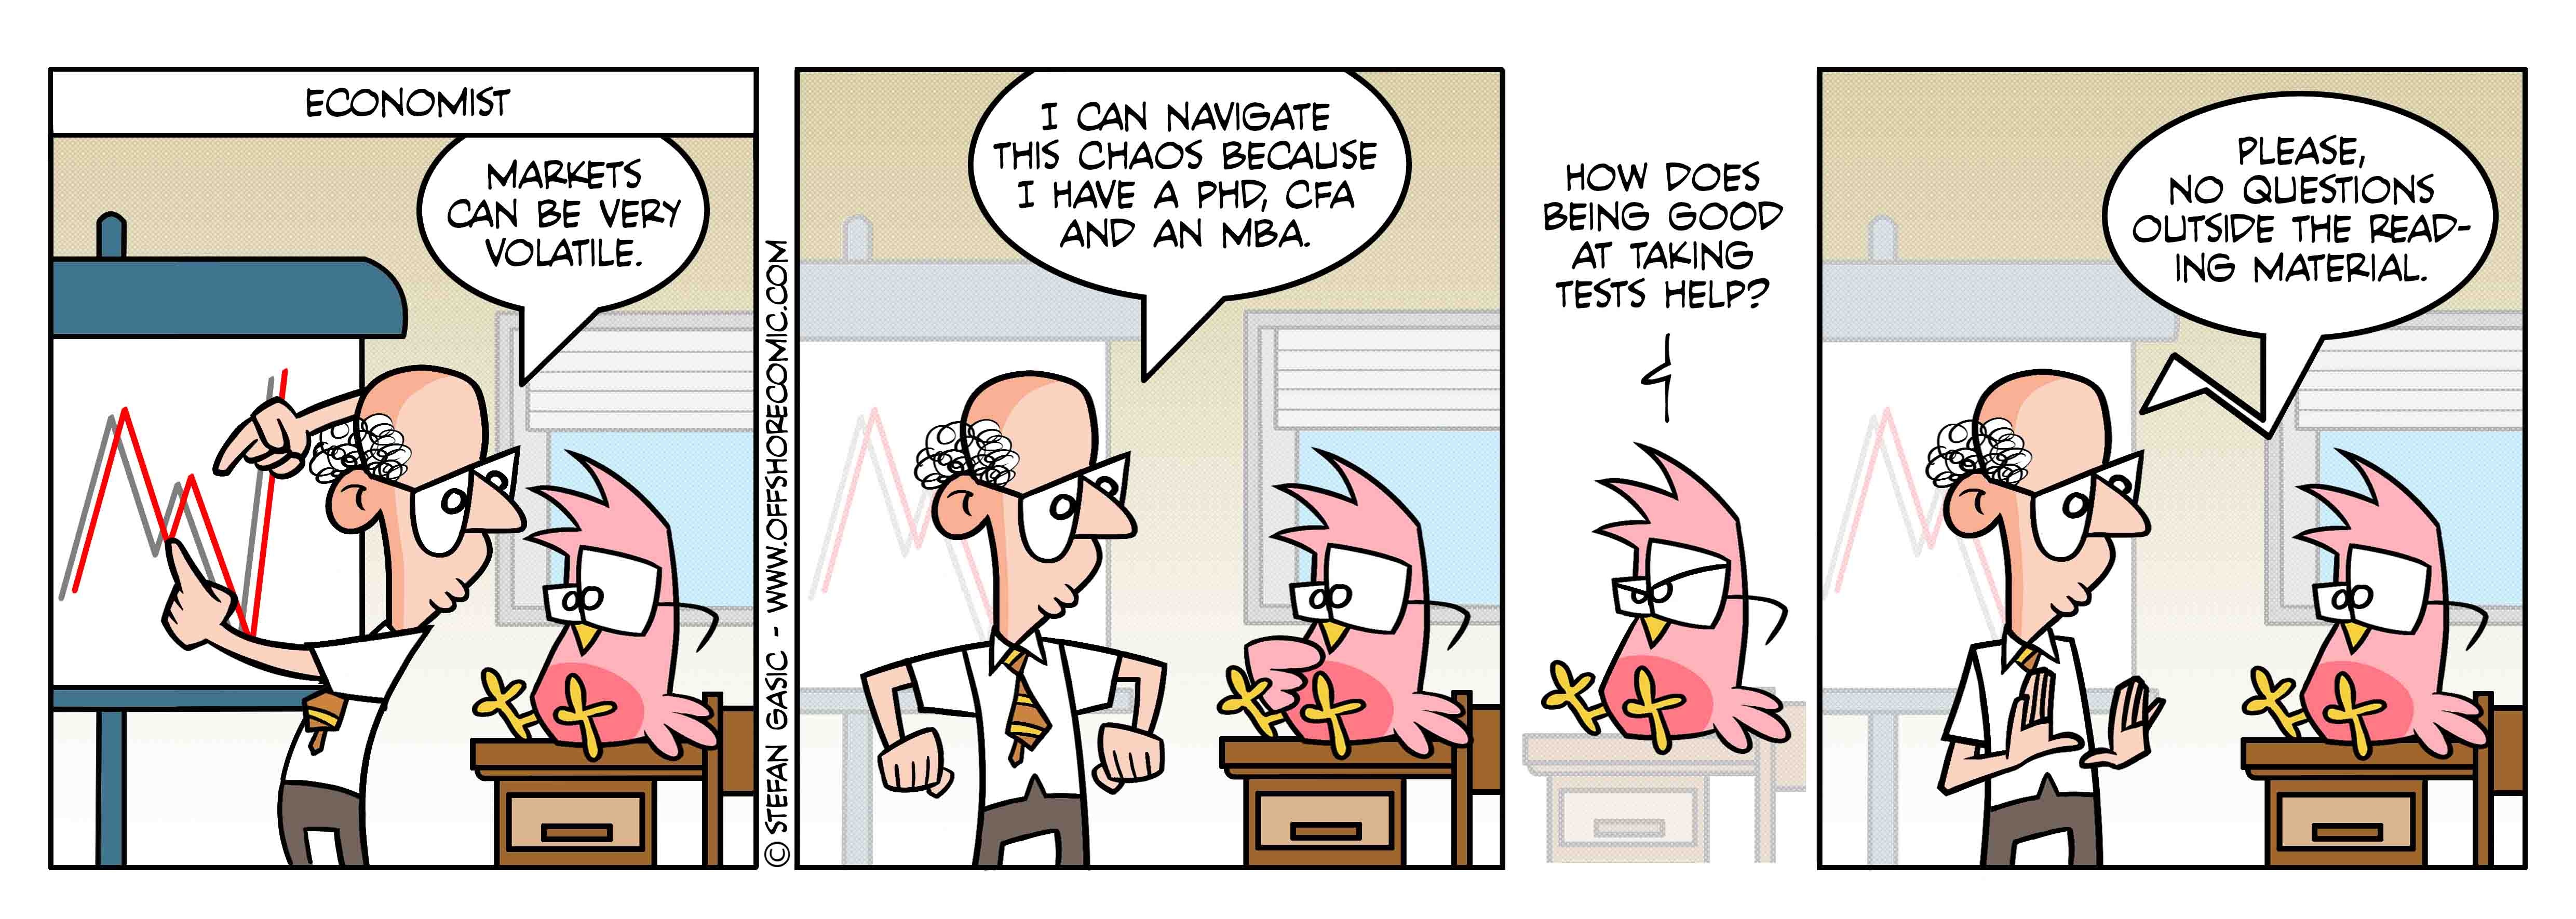 ECONOMIST
MARKETS
CAN BE VERY
VOLATILE.
© STEFAN GASIC - WWW.OFFSHORECOMIC.COM
I CAN NAVIGATE
THIS CHAOS BECAUSE
I HAVE A PHD, CFA
AND AN MBA.
HOW DOES
BEING GOOD
AT TAKING
TESTS HELP?
PLEASE,
NO QUESTIONS
OUTSIDE THE READ-
ING MATERIAL.